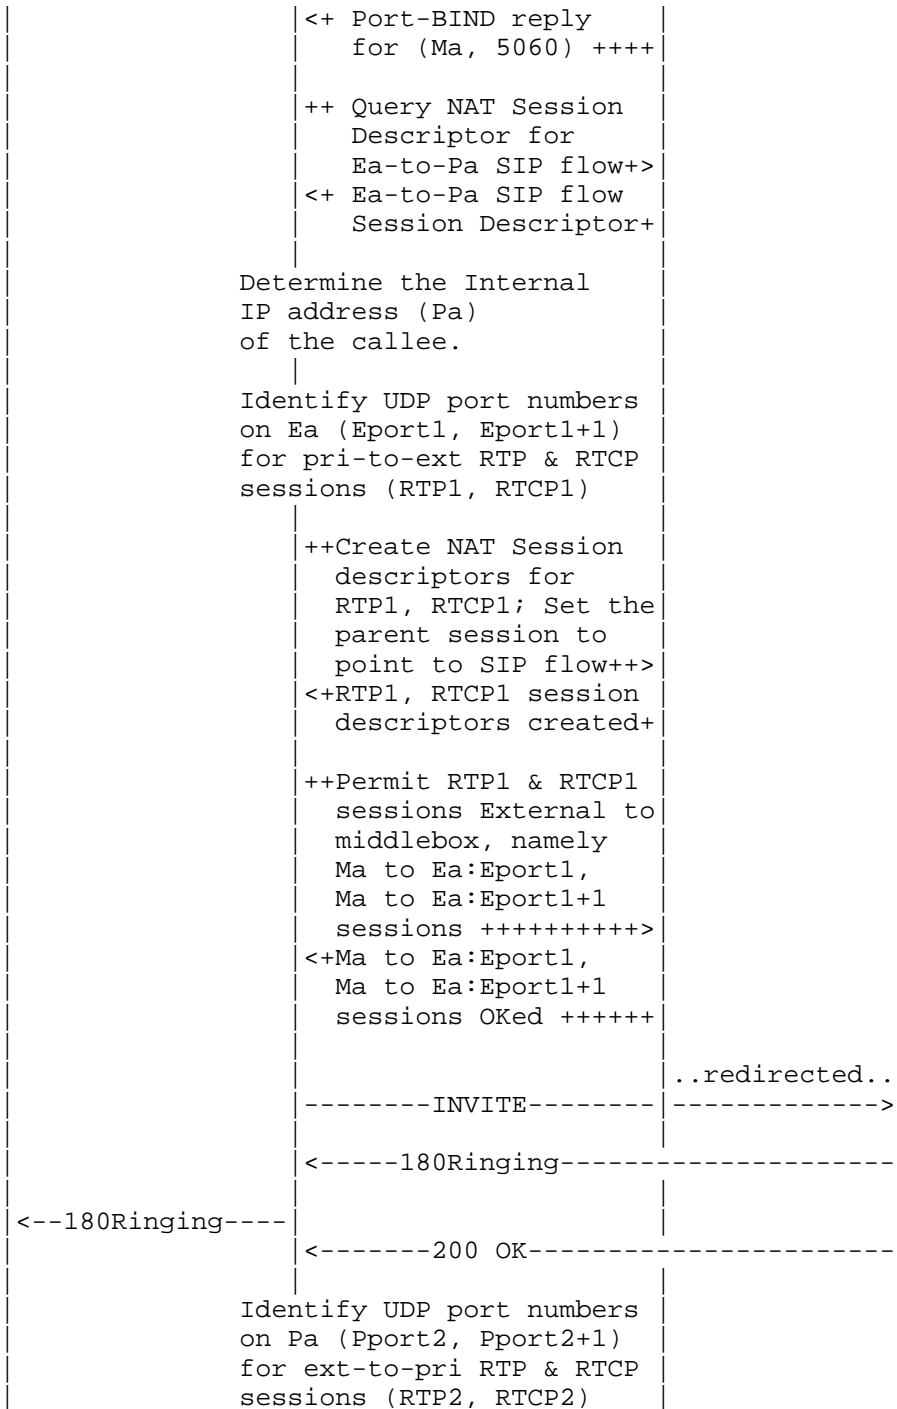 |                  |<+ Port-BIND reply    |
|                  |   for (Ma, 5060) ++++|
|                  |                      |
|                  |++ Query NAT Session  |
|                  |   Descriptor for     |
|                  |   Ea-to-Pa SIP flow+>|
|                  |<+ Ea-to-Pa SIP flow  |
|                  |   Session Descriptor+|
|                  |                      |
|              Determine the Internal     |
|              IP address (Pa)            |
|              of the callee.             |
|                  |                      |
|              Identify UDP port numbers  |
|              on Ea (Eport1, Eport1+1)   |
|              for pri-to-ext RTP & RTCP  |
|              sessions (RTP1, RTCP1)     |
|                  |                      |
|                  |++Create NAT Session  |
|                  |  descriptors for     |
|                  |  RTP1, RTCP1; Set the|
|                  |  parent session to   |
|                  |  point to SIP flow++>|
|                  |<+RTP1, RTCP1 session |
|                  |  descriptors created+|
|                  |                      |
|                  |++Permit RTP1 & RTCP1 |
|                  |  sessions External to|
|                  |  middlebox, namely   |
|                  |  Ma to Ea:Eport1,    |
|                  |  Ma to Ea:Eport1+1   |
|                  |  sessions ++++++++++>|
|                  |<+Ma to Ea:Eport1,    |
|                  |  Ma to Ea:Eport1+1   |
|                  |  sessions OKed ++++++|
|                  |                      |
|                  |                      |..redirected..
|                  |--------INVITE--------|------------->
|                  |                      |
|                  |<-----180Ringing---------------------
|                  |                      |
|<--180Ringing----|                      |
|                  |<-------200 OK-----------------------
|                  |                      |
|              Identify UDP port numbers  |
|              on Pa (Pport2, Pport2+1)   |
|              for ext-to-pri RTP & RTCP  |
|              sessions (RTP2, RTCP2)     |